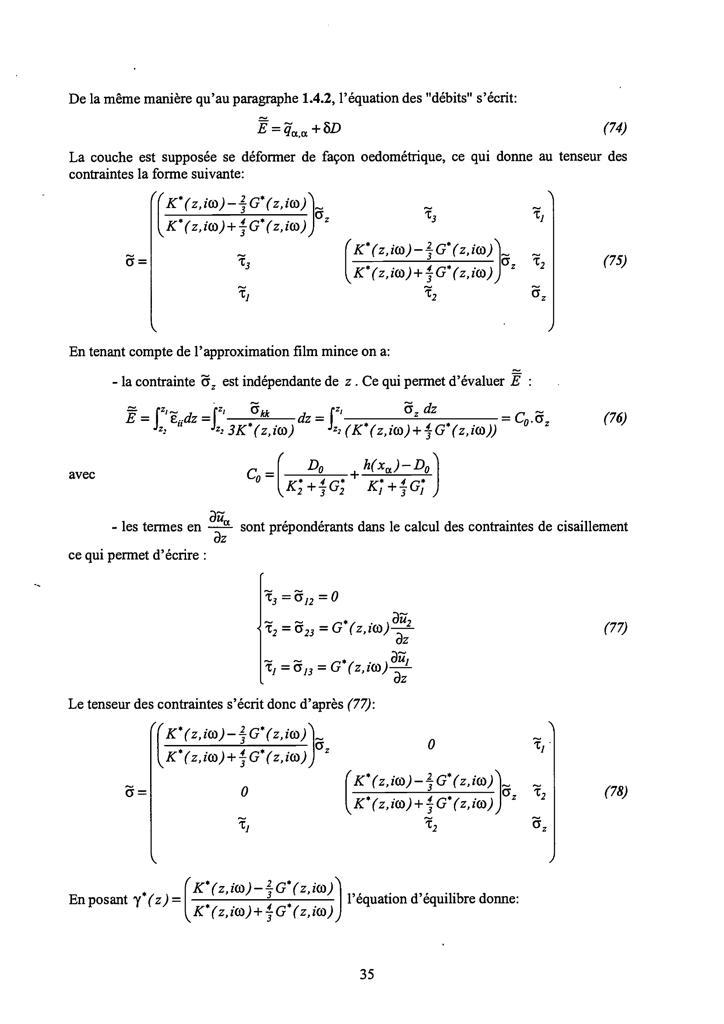 De la même manière qu'au paragraphe 1.4.2, l'équation des "débits" s'écrit:
$\tilde{\bar{E}} = \tilde{q}_{\alpha,\alpha} + \delta D$ (74)
La couche est supposée se déformer de façon oedométrique, ce qui donne au tenseur des
contraintes la forme suivante:
$\tilde{\sigma} = \begin{pmatrix} \left(\frac{K^*(z,i\omega)-\frac{2}{3}G^*(z,i\omega)}{K^*(z,i\omega)+\frac{4}{3}G^*(z,i\omega)}\right)\tilde{\sigma}_z & \tilde{\tau}_3 & \tilde{\tau}_1 \\ \tilde{\tau}_3 & \left(\frac{K^*(z,i\omega)-\frac{2}{3}G^*(z,i\omega)}{K^*(z,i\omega)+\frac{4}{3}G^*(z,i\omega)}\right)\tilde{\sigma}_z & \tilde{\tau}_2 \\ \tilde{\tau}_1 & \tilde{\tau}_2 & \tilde{\sigma}_z \end{pmatrix}$ (75)
En tenant compte de l'approximation film mince on a:
- la contrainte $\tilde{\sigma}_z$ est indépendante de z . Ce qui permet d'évaluer $\tilde{\bar{E}}$ :
$\tilde{\bar{E}} = \int_{z_2}^{z_1} \tilde{\varepsilon}_{ii} dz = \int_{z_2}^{z_1} \frac{\tilde{\sigma}_{kk}}{3K^*(z,i\omega)} dz = \int_{z_2}^{z_1} \frac{\tilde{\sigma}_z \, dz}{(K^*(z,i\omega)+\frac{4}{3}G^*(z,i\omega))} = C_0.\tilde{\sigma}_z$ (76)
avec $C_0 = \left(\frac{D_0}{K_2^*+\frac{4}{3}G_2^*} + \frac{h(x_\alpha)-D_0}{K_1^*+\frac{4}{3}G_1^*}\right)$
- les termes en $\frac{\partial \tilde{u}_\alpha}{\partial z}$ sont prépondérants dans le calcul des contraintes de cisaillement
ce qui permet d'écrire :
$\begin{cases} \tilde{\tau}_3 = \tilde{\sigma}_{12} = 0 \\ \tilde{\tau}_2 = \tilde{\sigma}_{23} = G^*(z,i\omega)\frac{\partial \tilde{u}_2}{\partial z} \\ \tilde{\tau}_1 = \tilde{\sigma}_{13} = G^*(z,i\omega)\frac{\partial \tilde{u}_1}{\partial z} \end{cases}$ (77)
Le tenseur des contraintes s'écrit donc d'après (77):
$\tilde{\sigma} = \begin{pmatrix} \left(\frac{K^*(z,i\omega)-\frac{2}{3}G^*(z,i\omega)}{K^*(z,i\omega)+\frac{4}{3}G^*(z,i\omega)}\right)\tilde{\sigma}_z & 0 & \tilde{\tau}_1 \\ 0 & \left(\frac{K^*(z,i\omega)-\frac{2}{3}G^*(z,i\omega)}{K^*(z,i\omega)+\frac{4}{3}G^*(z,i\omega)}\right)\tilde{\sigma}_z & \tilde{\tau}_2 \\ \tilde{\tau}_1 & \tilde{\tau}_2 & \tilde{\sigma}_z \end{pmatrix}$ (78)
En posant $\gamma^*(z) = \left(\frac{K^*(z,i\omega)-\frac{2}{3}G^*(z,i\omega)}{K^*(z,i\omega)+\frac{4}{3}G^*(z,i\omega)}\right)$ l'équation d'équilibre donne:
35